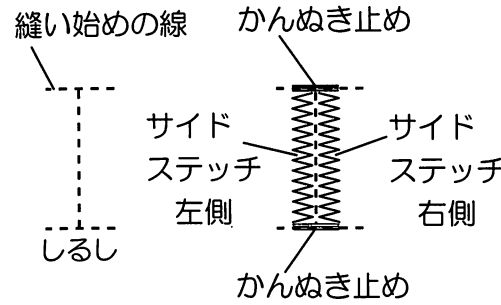 縫い始めの線
かんぬき止め
サイド
ステッチ
左側
サイド
ステッチ
右側
しるし
かんぬき止め